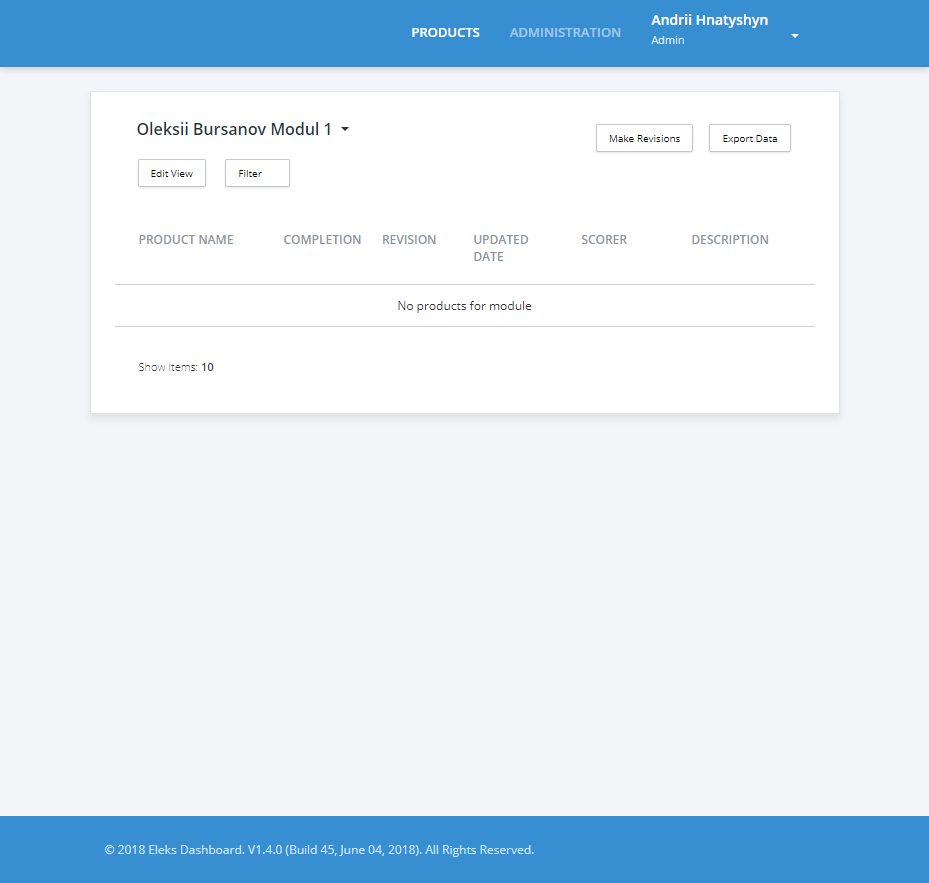 PRODUCTS ADMINISTRATION Andrii Hnatyshyn
Admin
Oleksii Bursanov Modul 1
Make Revisions Export Data
Edit View Filter
PRODUCT NAME COMPLETION REVISION UPDATED DATE SCORER DESCRIPTION
No products for module
Show Items: 10
© 2018 Eleks Dashboard. V1.4.0 (Build 45, June 04, 2018). All Rights Reserved.